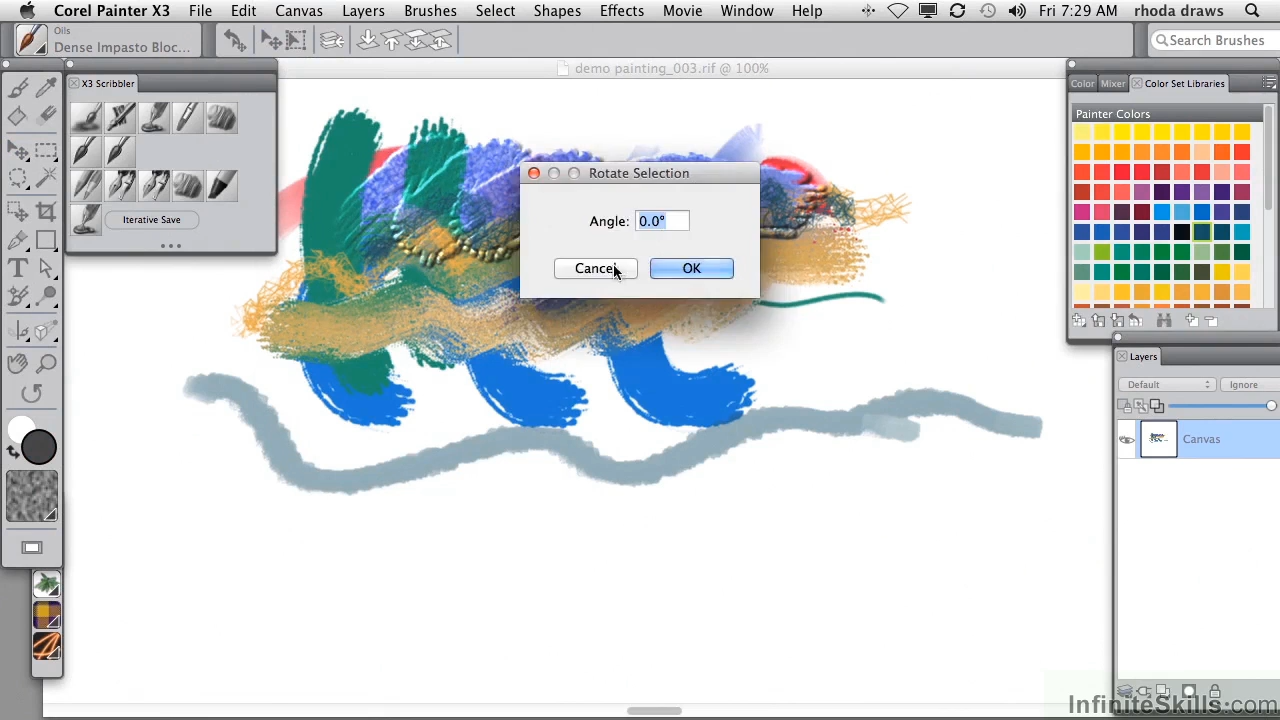 Corel Painter X3 File Edit Canvas Layers Brushes Select Shapes Effects Movie Window Help Fri 7:29 AM rhoda draws
Oils
Dense Impasto Bloc...
Search Brushes
demo painting_003.rif @ 100%
X3 Scribbler
Color Mixer Color Set Libraries
Painter Colors
Rotate Selection
Angle: 0.0°
Cancel OK
Iterative Save
Layers
Default Ignore
Canvas
InfiniteSkills.com